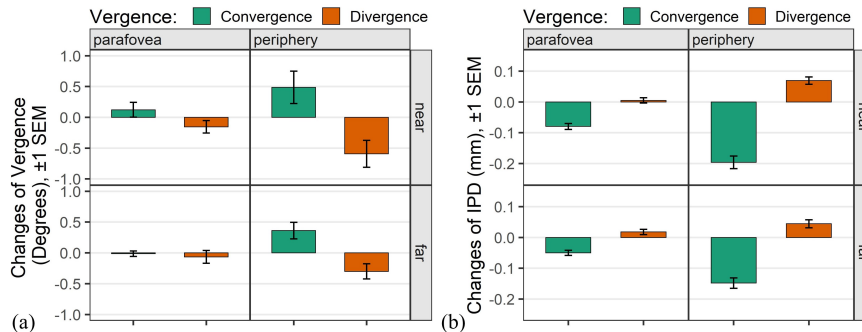 Vergence: Convergence Divergence
parafovea periphery
Changes of Vergence
(Degrees), ±1 SEM
1.0
0.5
0.0
-0.5
-1.0
near
1.0
0.5
0.0
-0.5
-1.0
far
(a)
Vergence: Convergence Divergence
parafovea periphery
Changes of IPD (mm), ±1 SEM
0.1
0.0
-0.1
-0.2
near
0.1
0.0
-0.1
-0.2
far
(b)